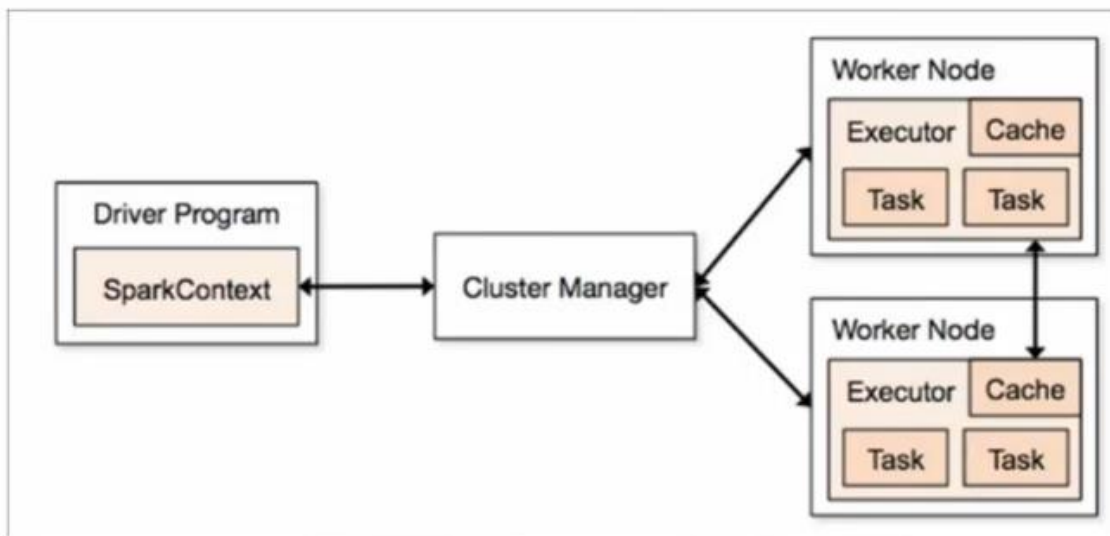 Driver Program
SparkContext
Cluster Manager
Worker Node
Executor
Cache
Task
Task
Worker Node
Executor
Cache
Task
Task